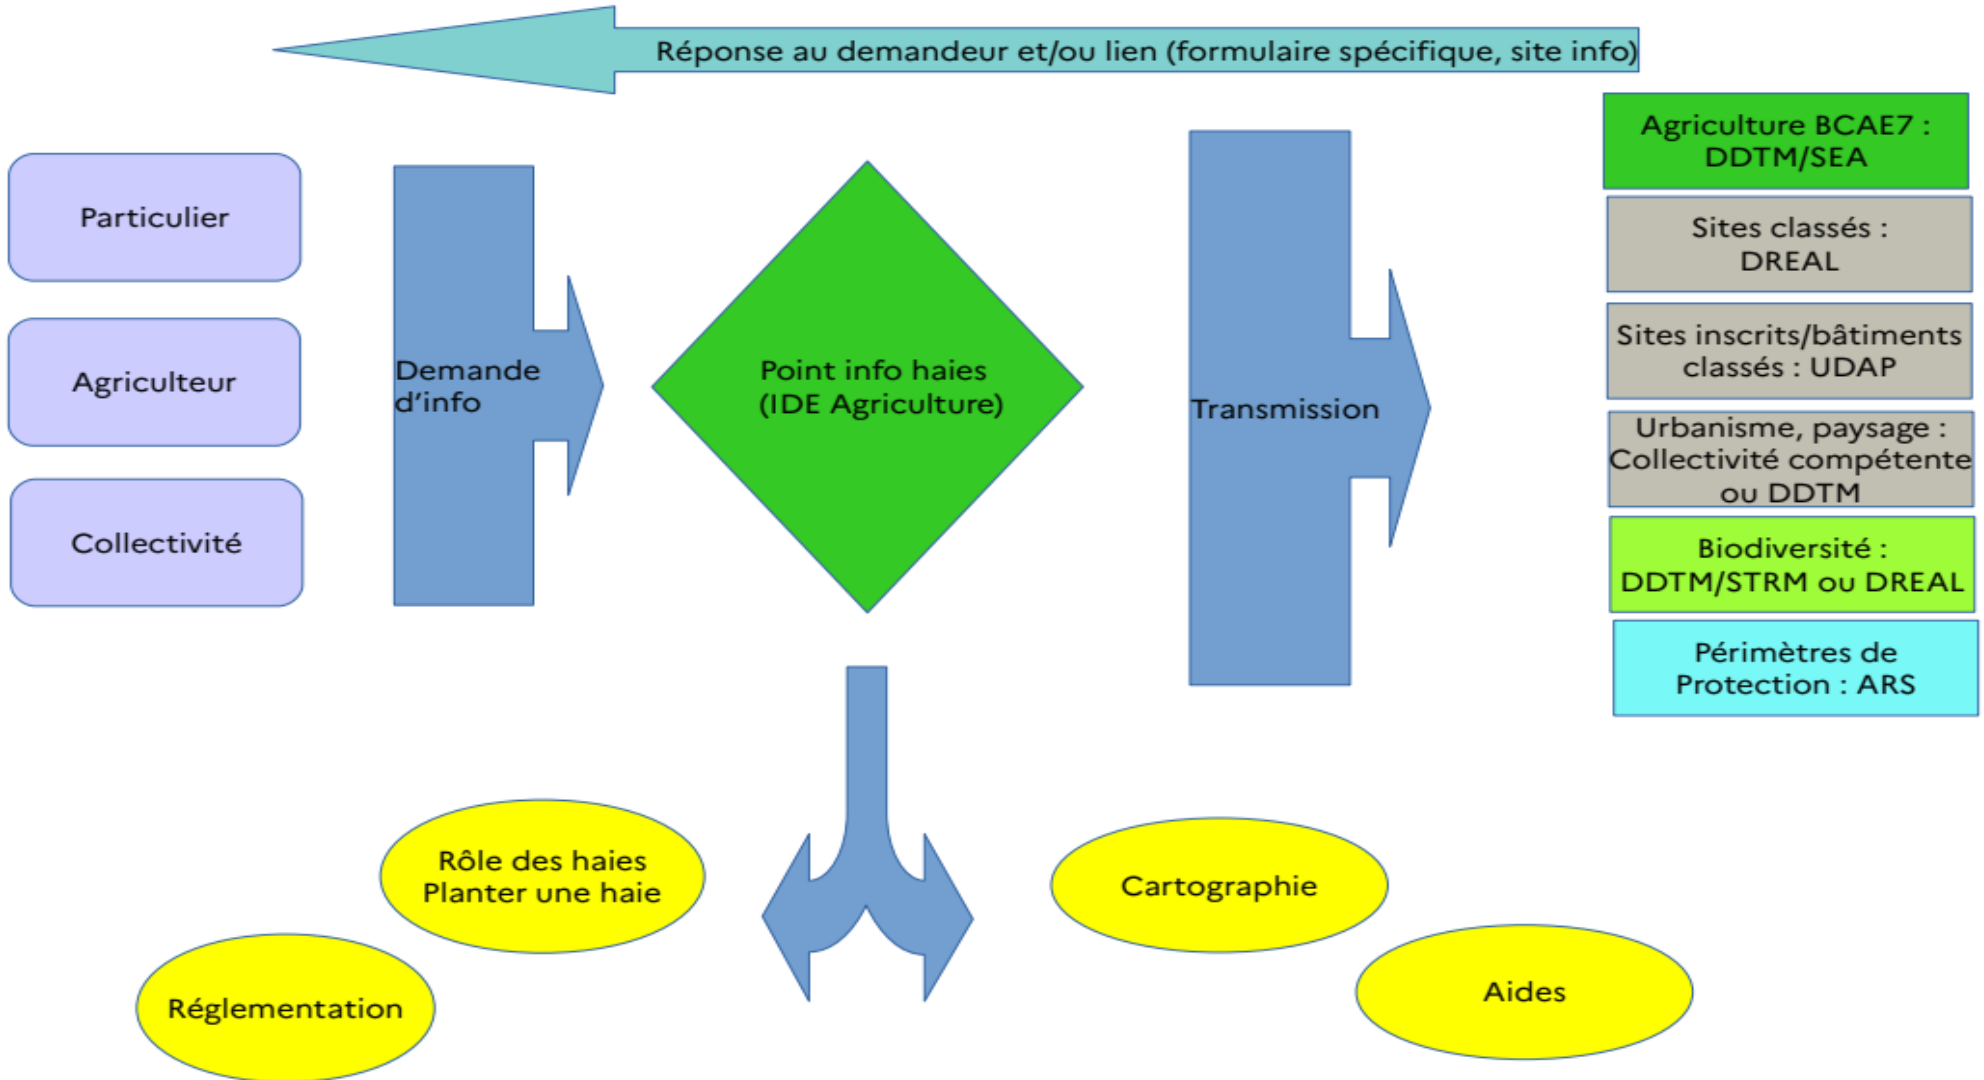 Réponse au demandeur et/ou lien (formulaire spécifique, site info)
Particulier
Agriculteur
Collectivité
Demande
d’info
Point info haies
(IDE Agriculture)
Transmission
Agriculture BCAE7 :
DDTM/SEA
Sites classés :
DREAL
Sites inscrits/bâtiments
classés : UDAP
Urbanisme, paysage :
Collectivité compétente
ou DDTM
Biodiversité :
DDTM/STRM ou DREAL
Périmètres de
Protection : ARS
Rôle des haies
Planter une haie
Réglementation
Cartographie
Aides